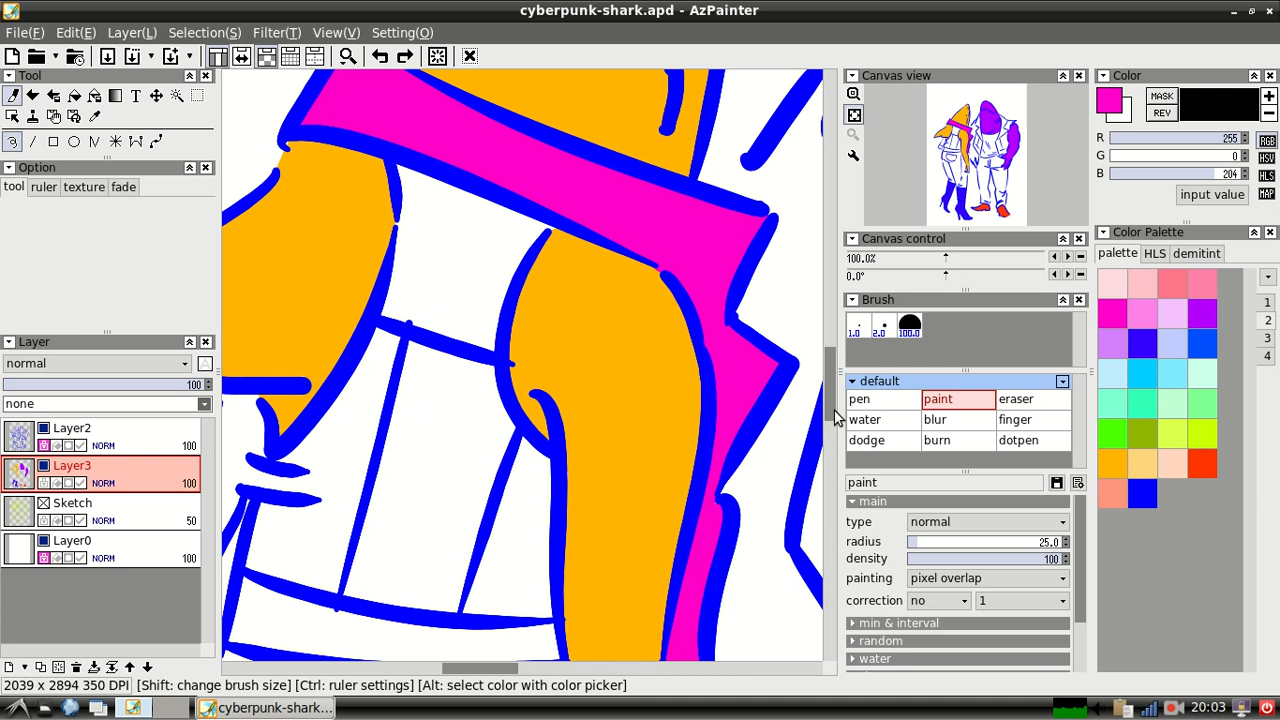 cyberpunk-shark.apd - AzPainter
File(F) Edit(E) Layer(L) Selection(S) Filter(T) View(V) Setting(O)
Tool
Option
tool ruler texture fade
Layer
normal
100
none
Layer2
NORM 100
Layer3
NORM 100
Sketch
NORM 50
Layer0
NORM 100
Canvas view
Canvas control
100.0%
0.0°
Brush
1.0 2.0 100.0
default
pen paint eraser
water blur finger
dodge burn dotpen
paint
main
type normal
radius 25.0
density 100
painting pixel overlap
correction no 1
min & interval
random
water
Color
MASK
REV
R 255
G 0
B 204
RGB
HSV
HLS
MAP
input value
Color Palette
palette HLS demitint
1
2
3
4
2039 x 2894 350 DPI [Shift: change brush size] [Ctrl: ruler settings] [Alt: select color with color picker]
cyberpunk-shark...
20:03